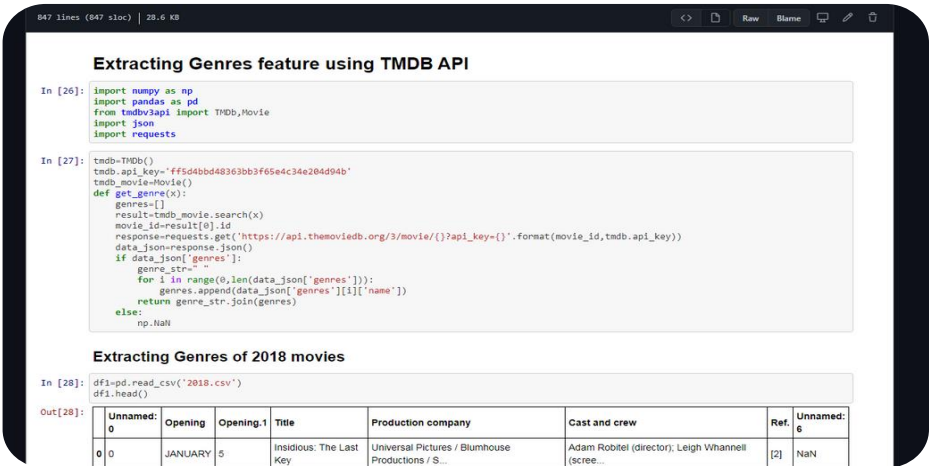 847 lines (847 sloc) | 28.6 KB
<> Raw Blame
Extracting Genres feature using TMDB API
In [26]: import numpy as np
import pandas as pd
from tmdbv3api import TMDb,Movie
import json
import requests
In [27]: tmdb=TMDb()
tmdb.api_key='ff5d4bbd48363bb3f65e4c34e204d94b'
tmdb_movie=Movie()
def get_genre(x):
    genres=[]
    result=tmdb_movie.search(x)
    movie_id=result[0].id
    response=requests.get('https://api.themoviedb.org/3/movie/{}?api_key={}'.format(movie_id,tmdb.api_key))
    data_json=response.json()
    if data_json['genres']:
        genre_str=" "
        for i in range(0,len(data_json['genres'])):
            genres.append(data_json['genres'][i]['name'])
        return genre_str.join(genres)
    else:
        np.NaN
Extracting Genres of 2018 movies
In [28]: df1=pd.read_csv('2018.csv')
df1.head()
Out[28]:
Unnamed: 0 Opening Opening.1 Title Production company Cast and crew Ref. Unnamed: 6
0 0 JANUARY 5 Insidious: The Last Key Universal Pictures / Blumhouse Productions / S... Adam Robitel (director); Leigh Whannell (scree... [2] NaN